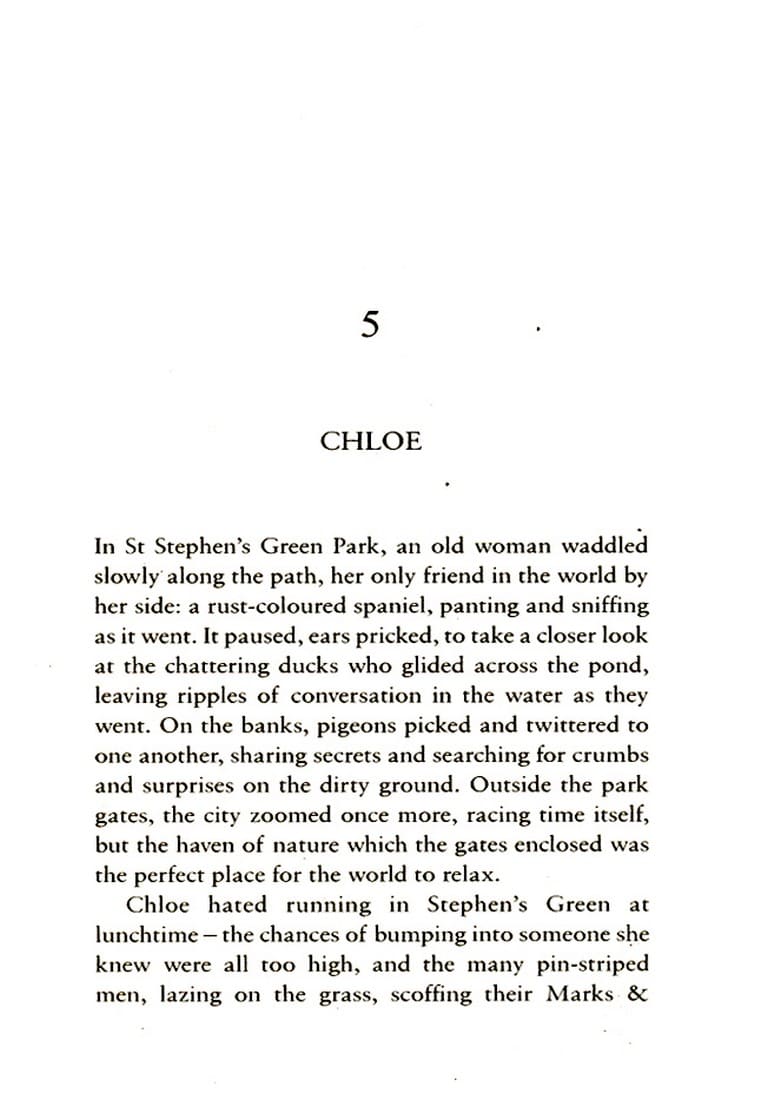 5
CHLOE
In St Stephen's Green Park, an old woman waddled
slowly along the path, her only friend in the world by
her side: a rust-coloured spaniel, panting and sniffing
as it went. It paused, ears pricked, to take a closer look
at the chattering ducks who glided across the pond,
leaving ripples of conversation in the water as they
went. On the banks, pigeons picked and twittered to
one another, sharing secrets and searching for crumbs
and surprises on the dirty ground. Outside the park
gates, the city zoomed once more, racing time itself,
but the haven of nature which the gates enclosed was
the perfect place for the world to relax.
Chloe hated running in Stephen's Green at
lunchtime – the chances of bumping into someone she
knew were all too high, and the many pin-striped
men, lazing on the grass, scoffing their Marks &